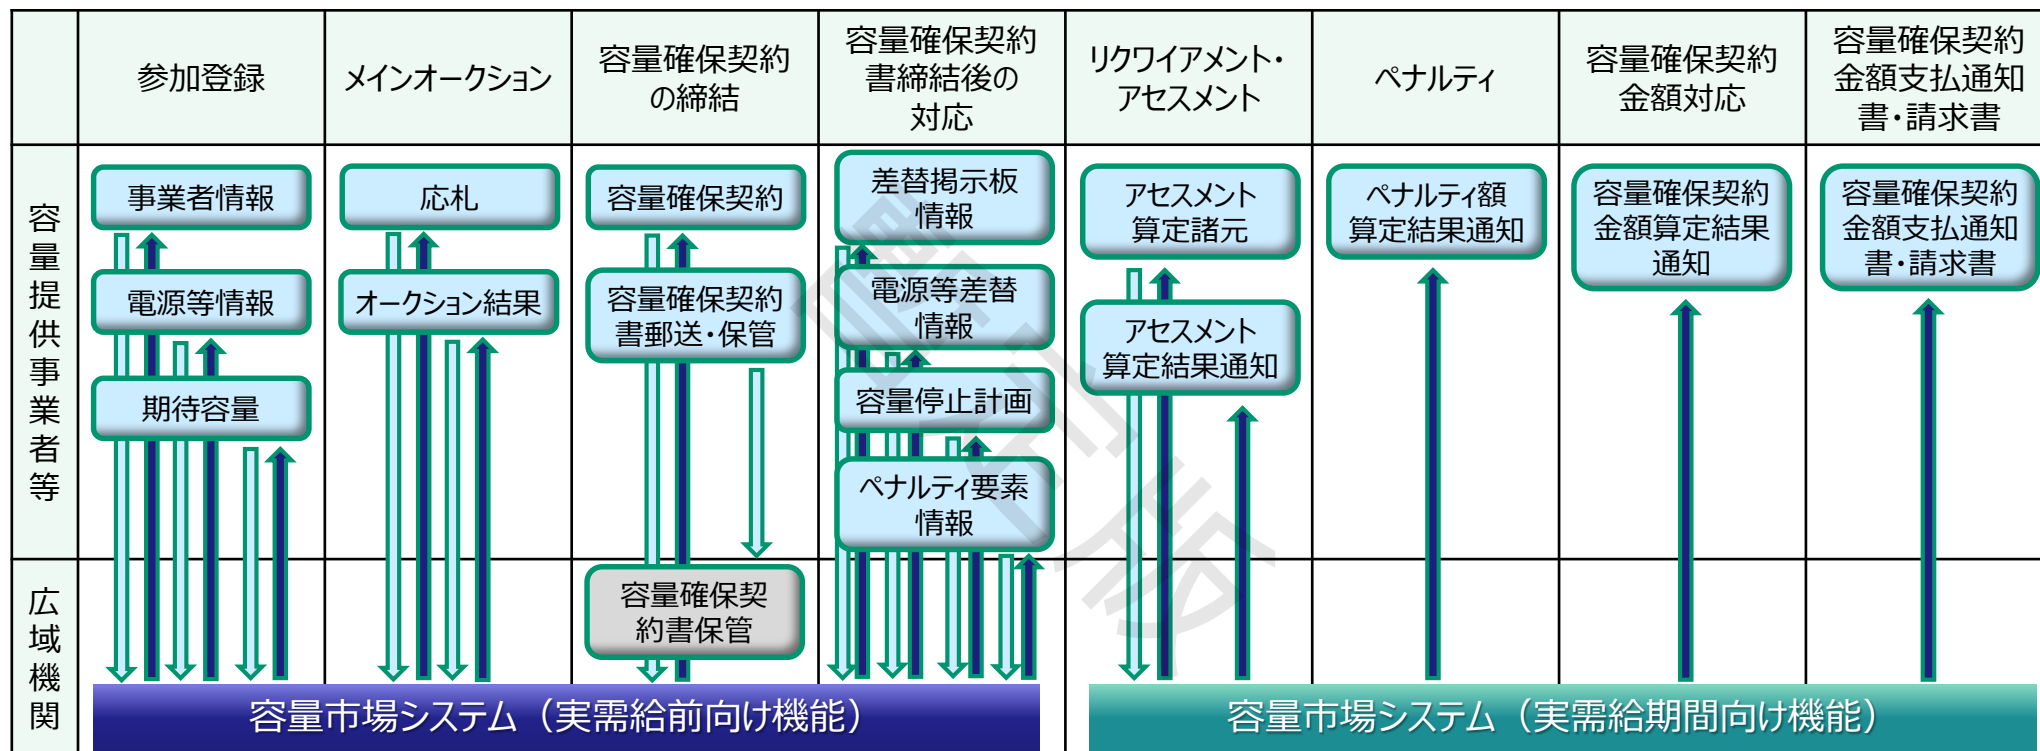 参加登録
メインオークション
容量確保契約
の締結
容量確保契約
書締結後の
対応
リクワイアメント・
アセスメント
ペナルティ
容量確保契約
金額対応
容量確保契約
金額支払通知
書・請求書
容量提供事業者等
事業者情報
電源等情報
期待容量
応札
オークション結果
容量確保契約
容量確保契約
書郵送・保管
差替掲示板
情報
電源等差替
情報
容量停止計画
ペナルティ要素
情報
アセスメント
算定諸元
アセスメント
算定結果通知
ペナルティ額
算定結果通知
容量確保契約
金額算定結果
通知
容量確保契約
金額支払通知
書・請求書
広域機関
容量確保契
約書保管
容量市場システム（実需給前向け機能）
容量市場システム（実需給期間向け機能）
暫定版